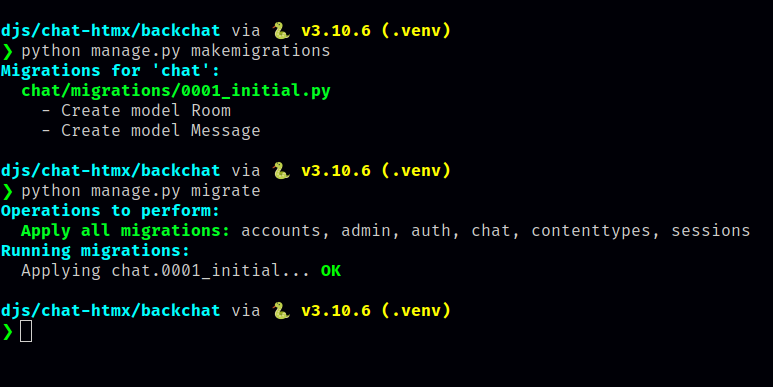 djs/chat-htmx/backchat via 🐍 v3.10.6 (.venv)
❯ python manage.py makemigrations
Migrations for 'chat':
  chat/migrations/0001_initial.py
    - Create model Room
    - Create model Message
djs/chat-htmx/backchat via 🐍 v3.10.6 (.venv)
❯ python manage.py migrate
Operations to perform:
  Apply all migrations: accounts, admin, auth, chat, contenttypes, sessions
Running migrations:
  Applying chat.0001_initial... OK
djs/chat-htmx/backchat via 🐍 v3.10.6 (.venv)
❯